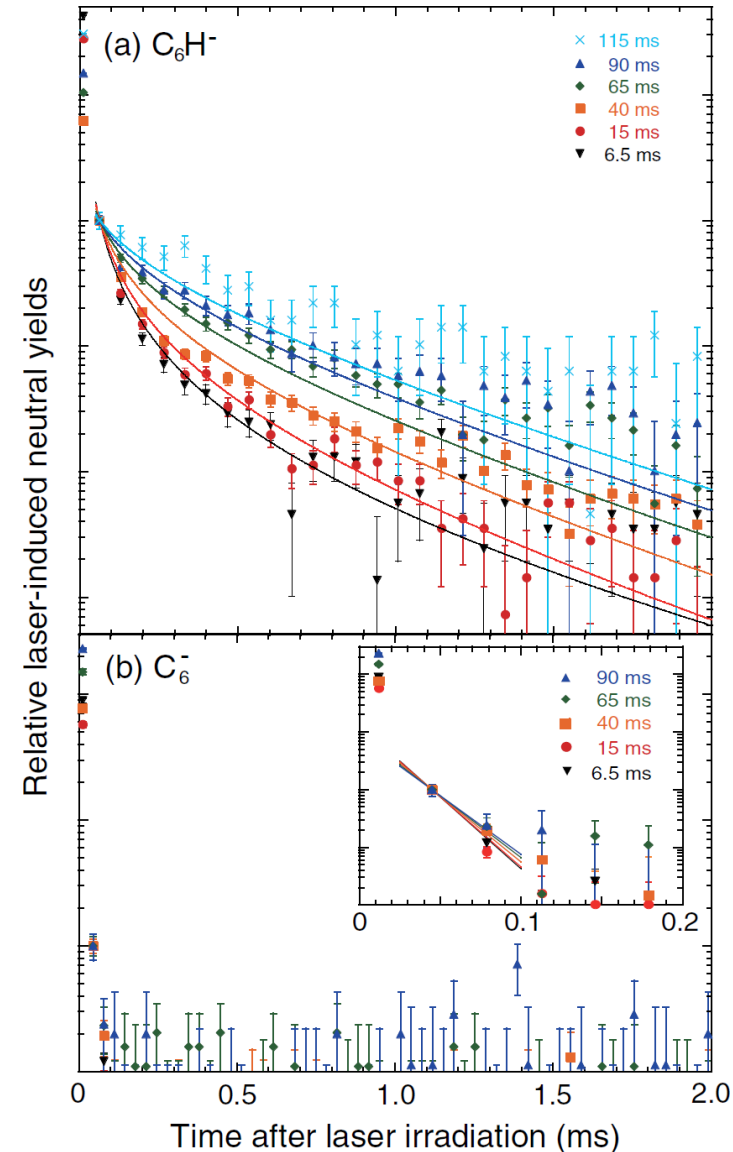 (a) C₆H⁻
115 ms
90 ms
65 ms
40 ms
15 ms
6.5 ms
Relative laser-induced neutral yields
(b) C₆⁻
90 ms
65 ms
40 ms
15 ms
6.5 ms
0 0.1 0.2
0 0.5 1.0 1.5 2.0
Time after laser irradiation (ms)